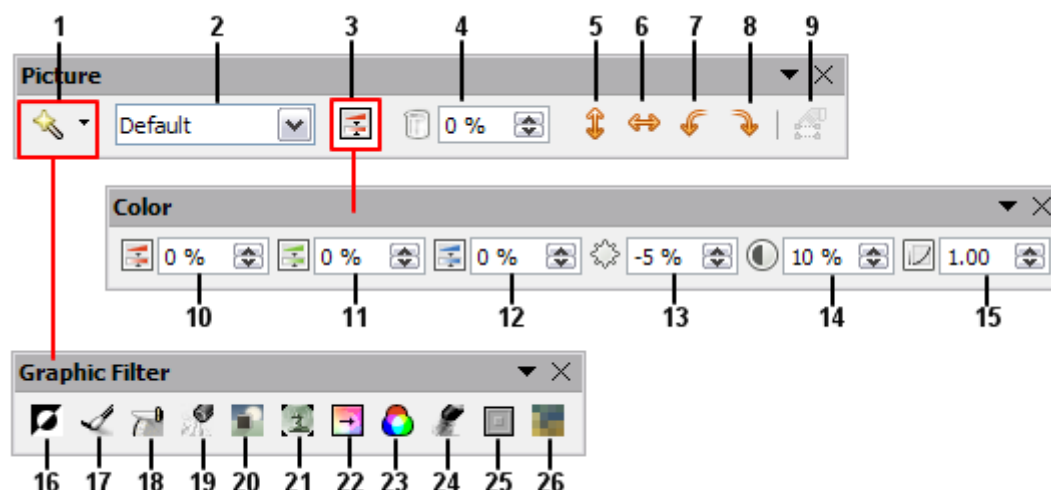 1 2 3 4 5 6 7 8 9
Picture
Default 0 %
Color
0 % 0 % 0 % -5 % 10 % 1.00
10 11 12 13 14 15
Graphic Filter
16 17 18 19 20 21 22 23 24 25 26